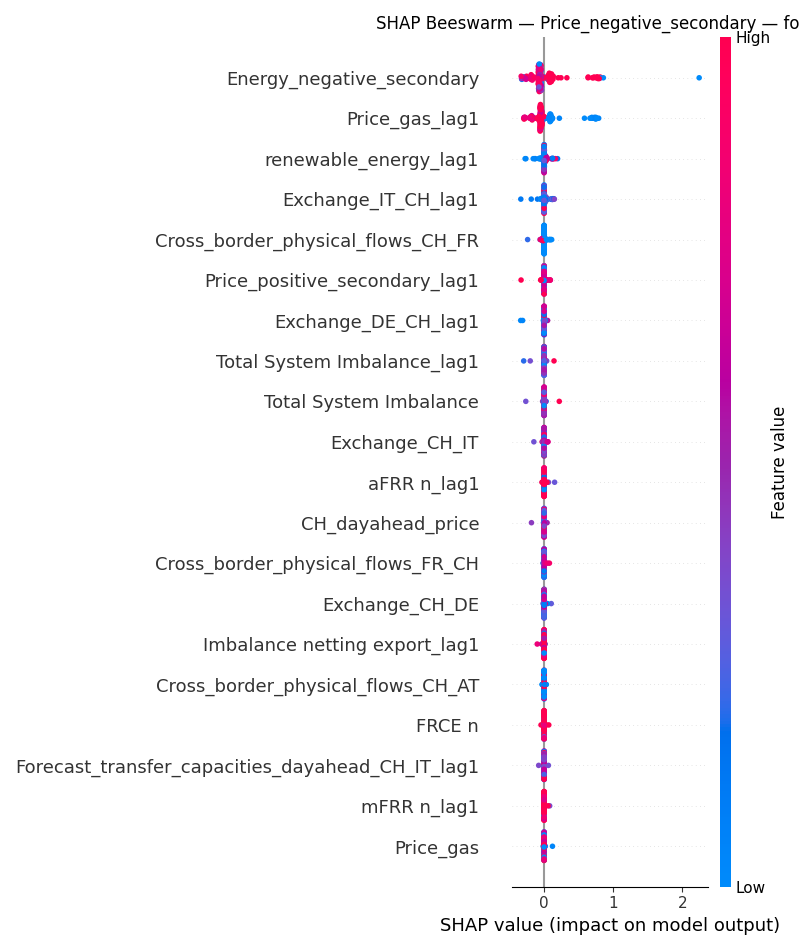 SHAP Beeswarm — Price_negative_secondary — fo
High
Energy_negative_secondary
Price_gas_lag1
renewable_energy_lag1
Exchange_IT_CH_lag1
Cross_border_physical_flows_CH_FR
Price_positive_secondary_lag1
Exchange_DE_CH_lag1
Total System Imbalance_lag1
Total System Imbalance
Exchange_CH_IT
aFRR n_lag1
CH_dayahead_price
Cross_border_physical_flows_FR_CH
Exchange_CH_DE
Imbalance netting export_lag1
Cross_border_physical_flows_CH_AT
FRCE n
Forecast_transfer_capacities_dayahead_CH_IT_lag1
mFRR n_lag1
Price_gas
Feature value
Low
0 1 2
SHAP value (impact on model output)